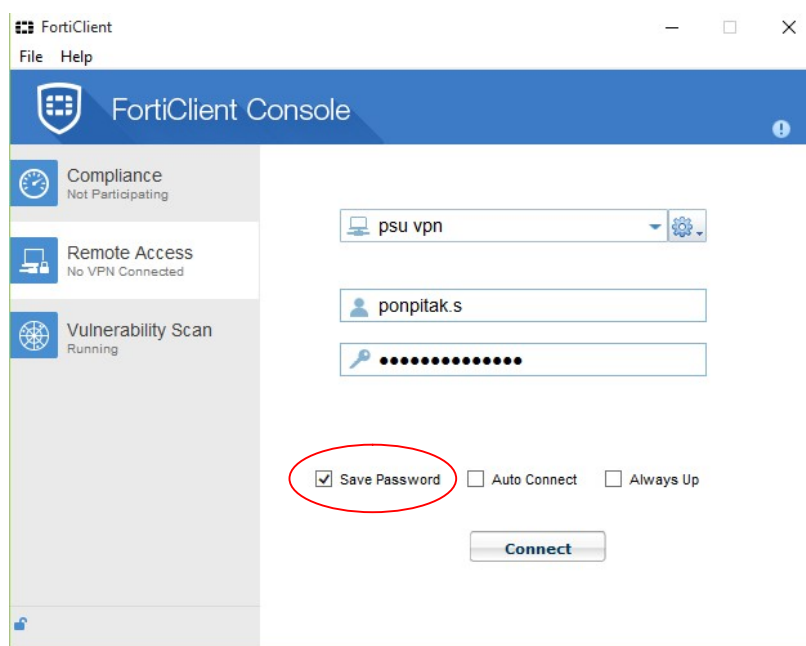 FortiClient
File Help
FortiClient Console
Compliance
Not Participating
Remote Access
No VPN Connected
Vulnerability Scan
Running
psu vpn
ponpitak.s
••••••••••••••
Save Password Auto Connect Always Up
Connect